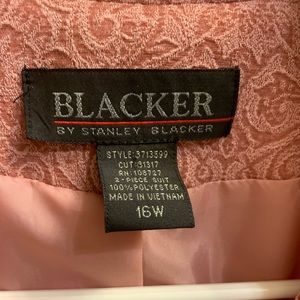 BLACKER
BY STANLEY BLACKER
STYLE: 3713599
CUT: 31317
RN: 108727
2-PIECE SUIT
100% POLYESTER
MADE IN VIETNAM
16W